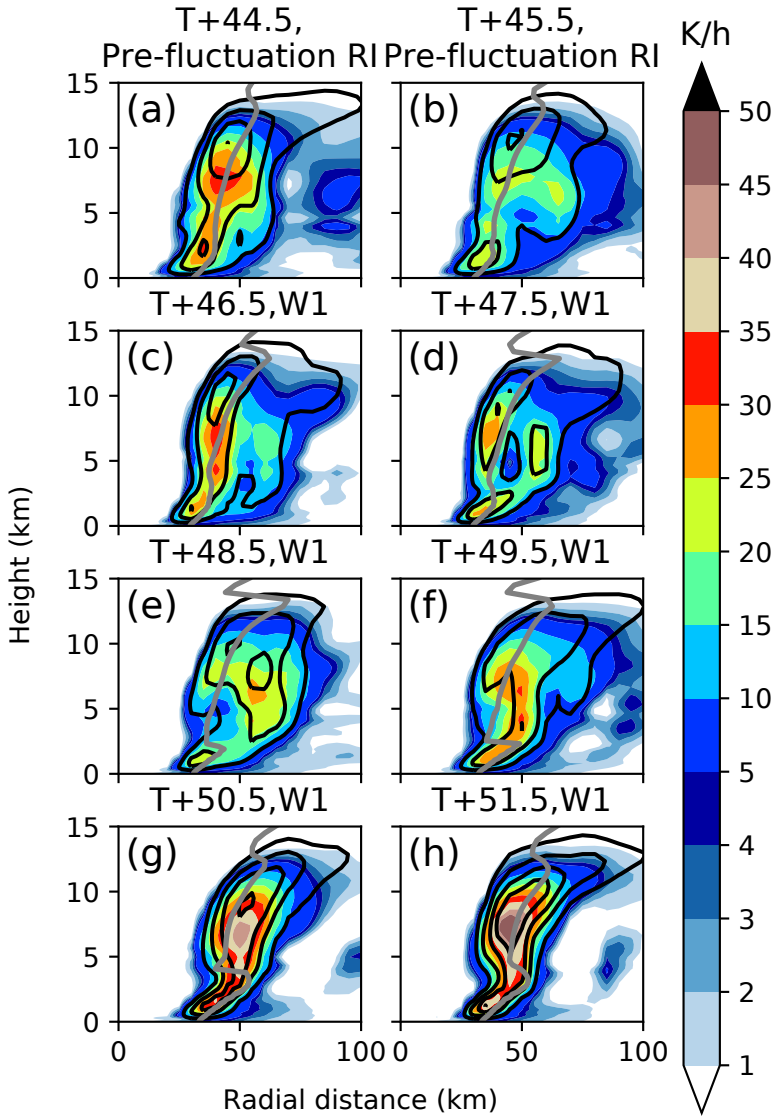 T+44.5,
Pre-fluctuation RI
T+45.5,
Pre-fluctuation RI
K/h
(a)
(b)
15
10
5
0
T+46.5,W1
T+47.5,W1
(c)
(d)
15
10
5
0
T+48.5,W1
T+49.5,W1
(e)
(f)
15
10
5
0
T+50.5,W1
T+51.5,W1
(g)
(h)
15
10
5
0
0
50
100
0
50
100
Height (km)
Radial distance (km)
50
45
40
35
30
25
20
15
10
5
4
3
2
1